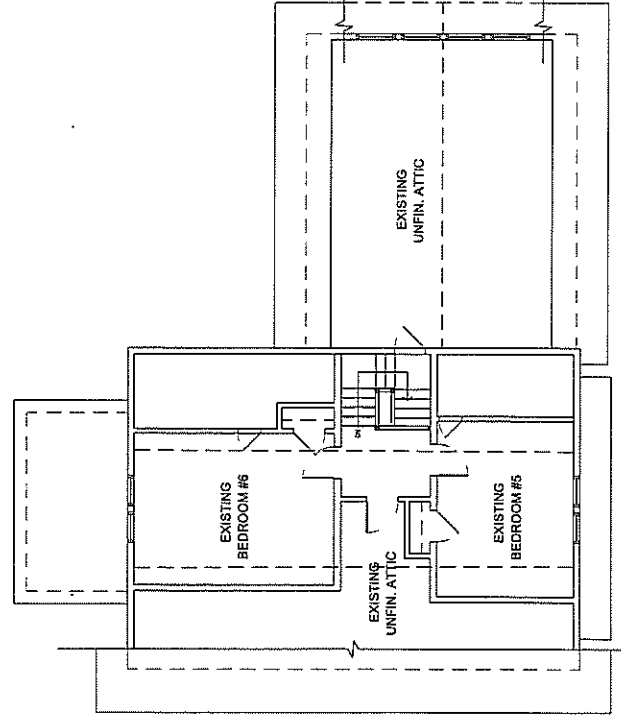 EXISTING
UNFIN. ATTIC
EXISTING
BEDROOM #6
EXISTING
UNFIN. ATTIC
EXISTING
BEDROOM #5